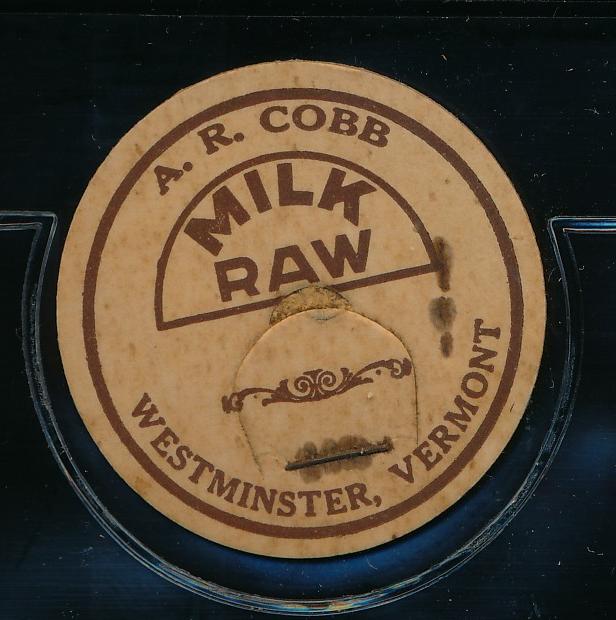 A. R. COBB
MILK
RAW
WESTMINSTER, VERMONT